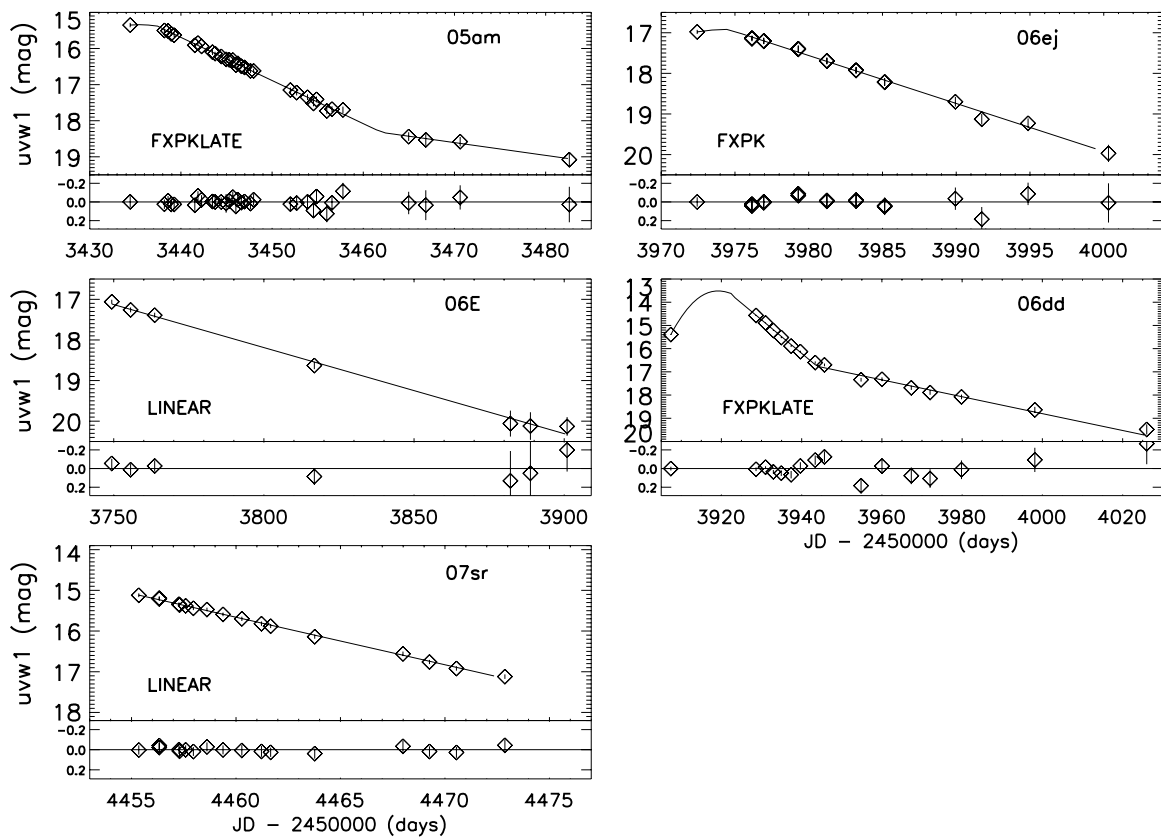 05am
FXPKLATE
uvw1 (mag)
15
16
17
18
19
-0.2
0.0
0.2
3430 3440 3450 3460 3470 3480
06ej
FXPK
17
18
19
20
-0.2
0.0
0.2
3970 3975 3980 3985 3990 3995 4000
06E
LINEAR
uvw1 (mag)
17
18
19
20
-0.2
0.0
0.2
3750 3800 3850 3900
06dd
FXPKLATE
13
14
15
16
17
18
19
20
-0.2
0.0
0.2
3920 3940 3960 3980 4000 4020
JD - 2450000 (days)
07sr
LINEAR
uvw1 (mag)
14
15
16
17
18
-0.2
0.0
0.2
4455 4460 4465 4470 4475
JD - 2450000 (days)